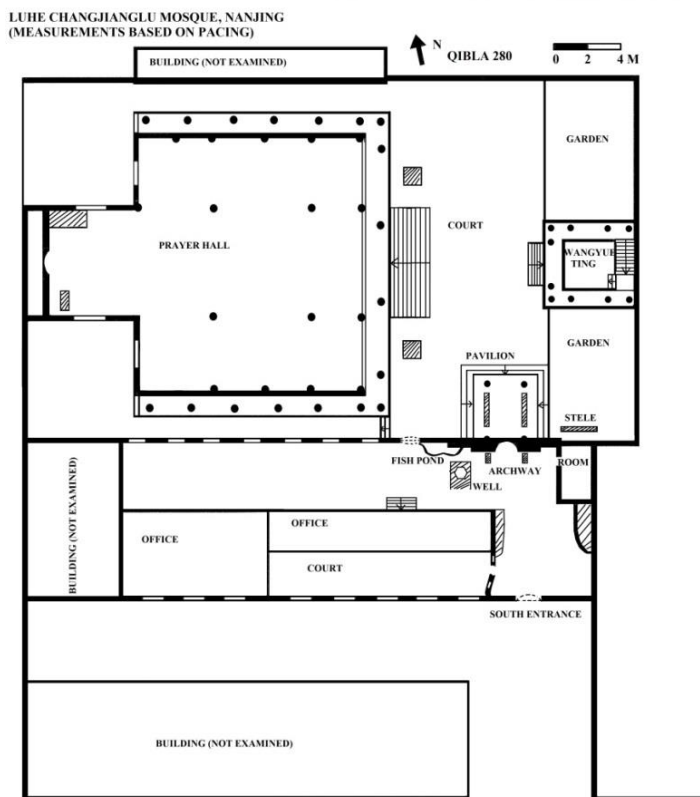 LUHE CHANGJIANGLU MOSQUE, NANJING
(MEASUREMENTS BASED ON PACING)
N
QIBLA 280
0 2 4 M
BUILDING (NOT EXAMINED)
GARDEN
COURT
PRAYER HALL
WANGYUE
TING
GARDEN
PAVILION
STELE
FISH POND
ARCHWAY
ROOM
WELL
BUILDING (NOT EXAMINED)
OFFICE
OFFICE
COURT
SOUTH ENTRANCE
BUILDING (NOT EXAMINED)